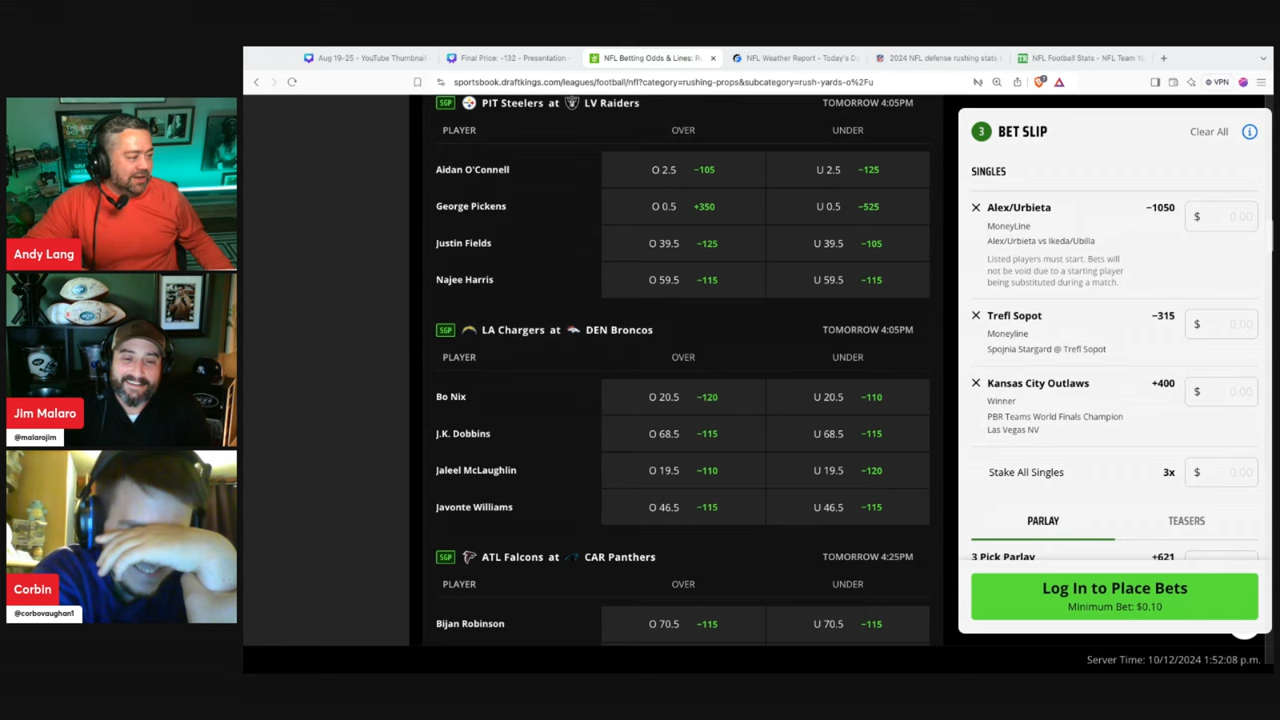 Aug 19-25 - YouTube Thumbnail
Final Price: -132 - Presentation -
NFL Betting Odds & Lines: R
NFL Weather Report - Today's D
2024 NFL defense rushing stats
NFL Football Stats - NFL Team Y
sportsbook.draftkings.com/leagues/football/nfl?category=rushing-props&subcategory=rush-yards-o%2Fu
VPN
Andy Lang
Jim Malaro
@malarojim
Corbin
@corbovaughan1
SGP PIT Steelers at LV Raiders TOMORROW 4:05PM
PLAYER OVER UNDER
Aidan O'Connell O 2.5 −105 U 2.5 −125
George Pickens O 0.5 +350 U 0.5 −525
Justin Fields O 39.5 −125 U 39.5 −105
Najee Harris O 59.5 −115 U 59.5 −115
SGP LA Chargers at DEN Broncos TOMORROW 4:05PM
PLAYER OVER UNDER
Bo Nix O 20.5 −120 U 20.5 −110
J.K. Dobbins O 68.5 −115 U 68.5 −115
Jaleel McLaughlin O 19.5 −110 U 19.5 −120
Javonte Williams O 46.5 −115 U 46.5 −115
SGP ATL Falcons at CAR Panthers TOMORROW 4:25PM
PLAYER OVER UNDER
Bijan Robinson O 70.5 −115 U 70.5 −115
3 BET SLIP Clear All
SINGLES
Alex/Urbieta −1050 $ 0.00
MoneyLine
Alex/Urbieta vs Ikeda/Ubilla
Listed players must start. Bets will
not be void due to a starting player
being substituted during a match.
Trefl Sopot −315 $ 0.00
Moneyline
Spojnia Stargard @ Trefl Sopot
Kansas City Outlaws +400 $ 0.00
Winner
PBR Teams World Finals Champion
Las Vegas NV
Stake All Singles 3x $ 0.00
PARLAY TEASERS
3 Pick Parlay +621
Log In to Place Bets
Minimum Bet: $0.10
Server Time: 10/12/2024 1:52:08 p.m.